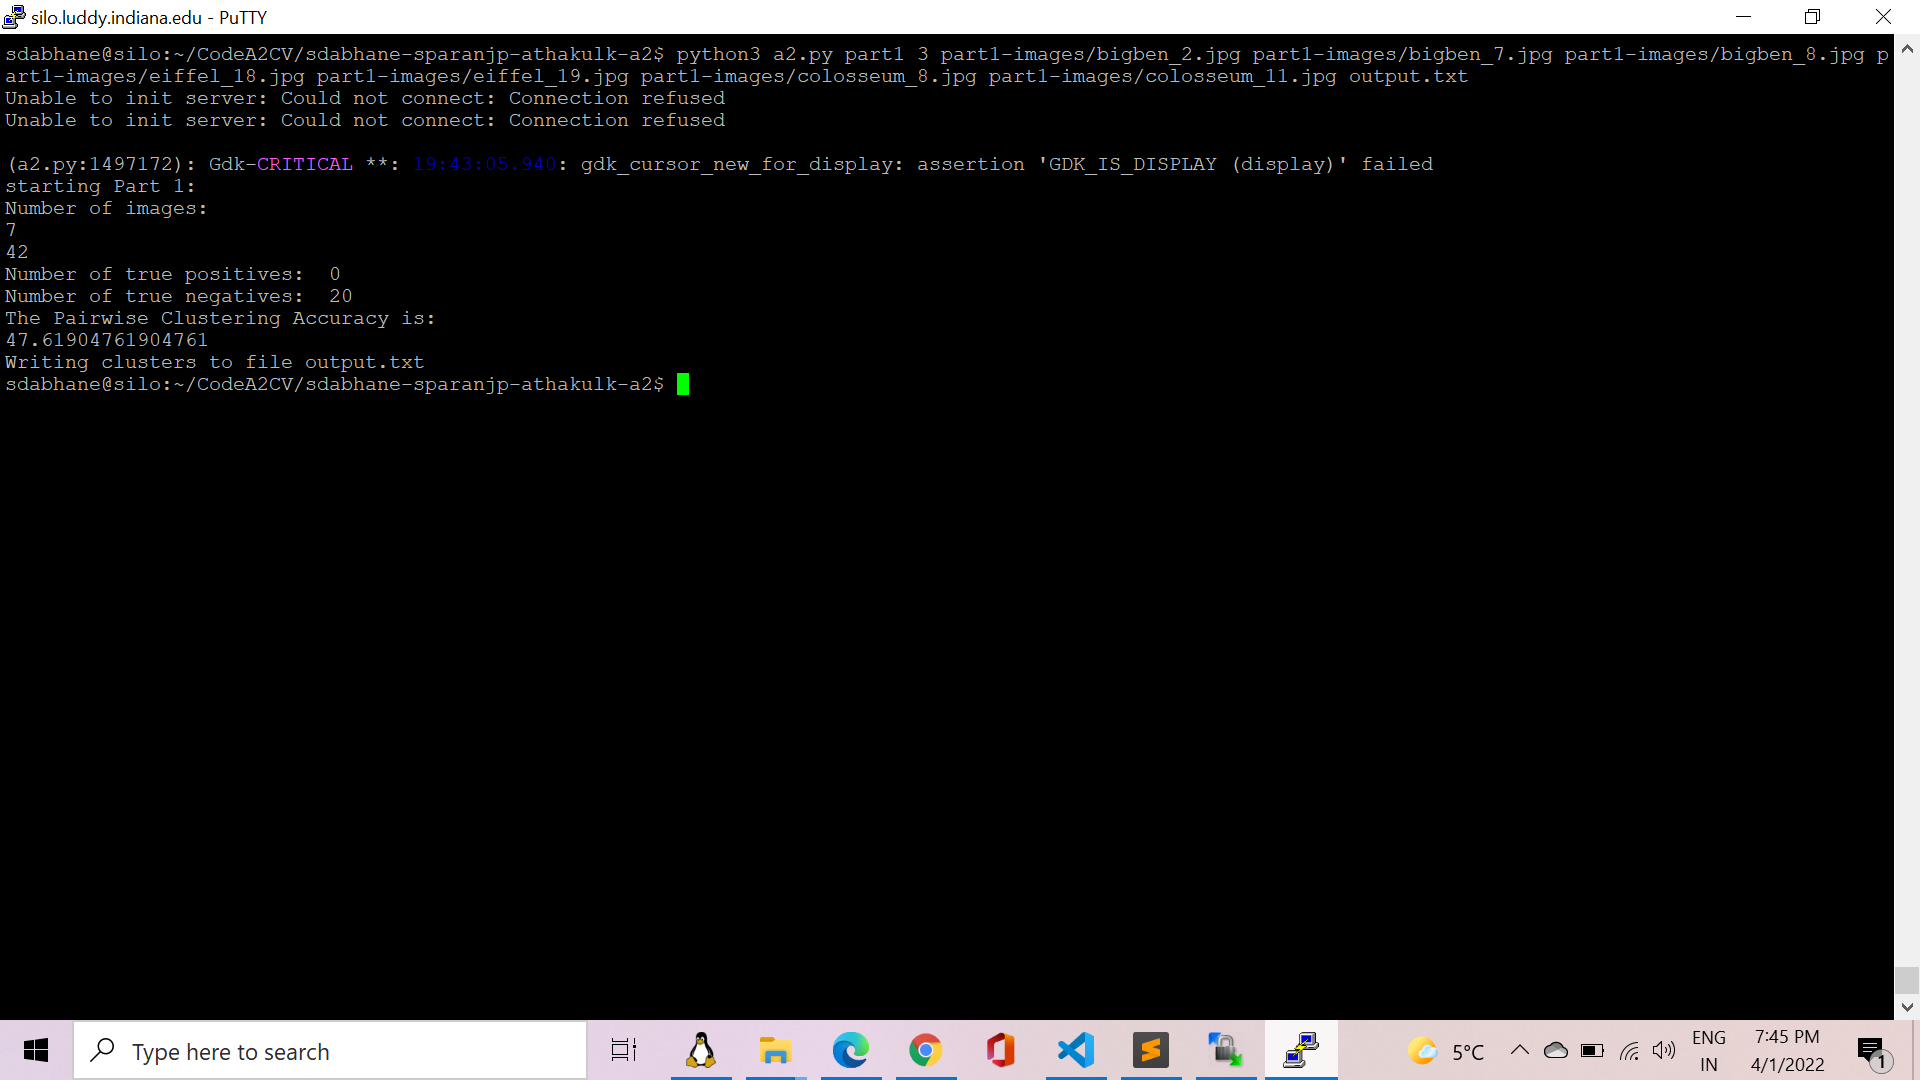 silo.luddy.indiana.edu - PuTTY
sdabhane@silo:~/CodeA2CV/sdabhane-sparanjp-athakulk-a2$ python3 a2.py part1 3 part1-images/bigben_2.jpg part1-images/bigben_7.jpg part1-images/bigben_8.jpg p
art1-images/eiffel_18.jpg part1-images/eiffel_19.jpg part1-images/colosseum_8.jpg part1-images/colosseum_11.jpg output.txt
Unable to init server: Could not connect: Connection refused
Unable to init server: Could not connect: Connection refused
(a2.py:1497172): Gdk-CRITICAL **: 19:43:05.940: gdk_cursor_new_for_display: assertion 'GDK_IS_DISPLAY (display)' failed
starting Part 1:
Number of images:
7
42
Number of true positives:  0
Number of true negatives:  20
The Pairwise Clustering Accuracy is:
47.61904761904761
Writing clusters to file output.txt
sdabhane@silo:~/CodeA2CV/sdabhane-sparanjp-athakulk-a2$
Type here to search
5°C
ENG
IN
7:45 PM
4/1/2022
1